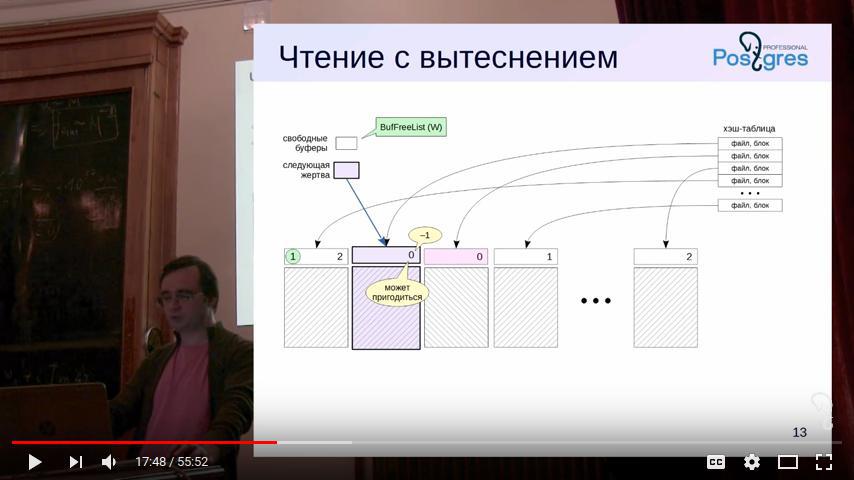 Чтение с вытеснением
PROFESSIONAL
Postgres
BufFreeList (W)
свободные
буферы
следующая
жертва
хэш-таблица
файл, блок
файл, блок
файл, блок
файл, блок
• • •
файл, блок
–1
1 2
0
0
1
2
может
пригодиться
• • •
13
17:48 / 55:52
CC